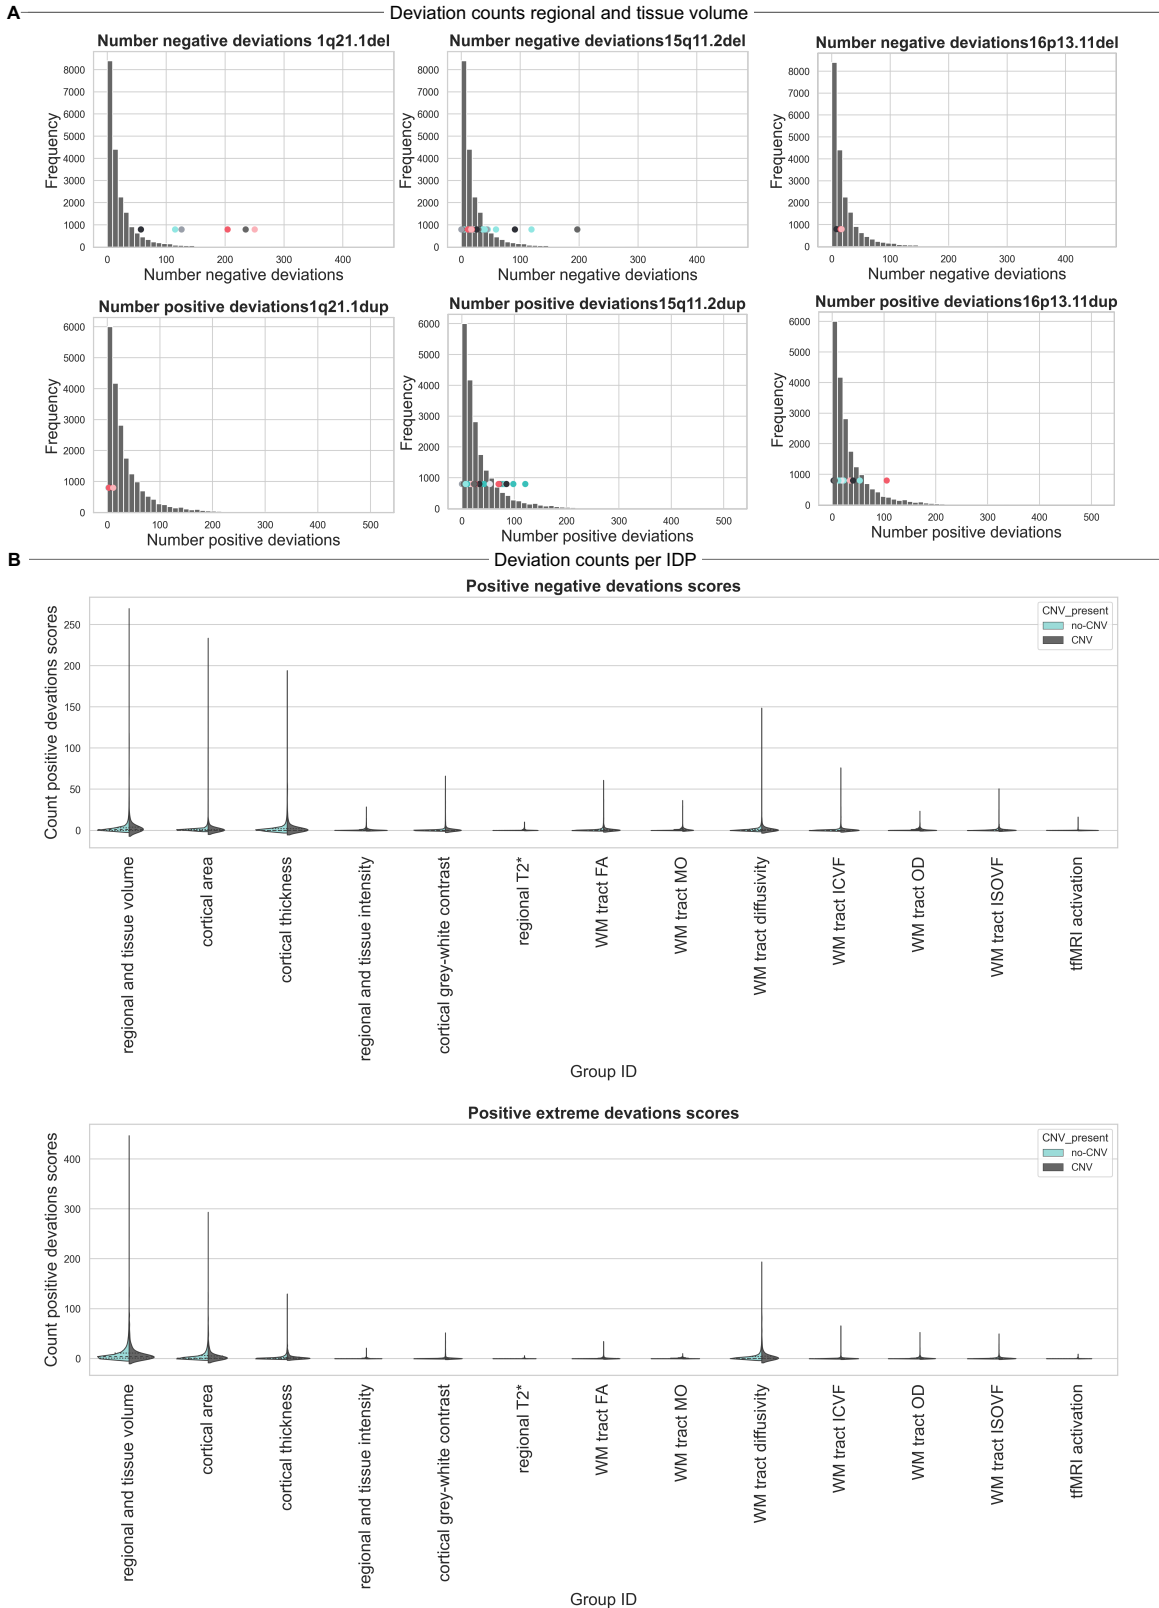 A
Deviation counts regional and tissue volume
Number negative deviations 1q21.1del
Frequency
8000
7000
6000
5000
4000
3000
2000
1000
0
0 100 200 300 400
Number negative deviations
Number negative deviations15q11.2del
Frequency
8000
7000
6000
5000
4000
3000
2000
1000
0
0 100 200 300 400
Number negative deviations
Number negative deviations16p13.11del
Frequency
8000
7000
6000
5000
4000
3000
2000
1000
0
0 100 200 300 400
Number negative deviations
Number positive deviations1q21.1dup
Frequency
6000
5000
4000
3000
2000
1000
0
0 100 200 300 400 500
Number positive deviations
Number positive deviations15q11.2dup
Frequency
6000
5000
4000
3000
2000
1000
0
0 100 200 300 400 500
Number positive deviations
Number positive deviations16p13.11dup
Frequency
6000
5000
4000
3000
2000
1000
0
0 100 200 300 400 500
Number positive deviations
B
Deviation counts per IDP
Positive negative devations scores
Count positive devations scores
250
200
150
100
50
0
CNV_present
no-CNV
CNV
regional and tissue volume
cortical area
cortical thickness
regional and tissue intensity
cortical grey-white contrast
regional T2*
WM tract FA
WM tract MO
WM tract diffusivity
WM tract ICVF
WM tract OD
WM tract ISOVF
tfMRI activation
Group ID
Positive extreme devations scores
Count positive devations scores
400
300
200
100
0
CNV_present
no-CNV
CNV
regional and tissue volume
cortical area
cortical thickness
regional and tissue intensity
cortical grey-white contrast
regional T2*
WM tract FA
WM tract MO
WM tract diffusivity
WM tract ICVF
WM tract OD
WM tract ISOVF
tfMRI activation
Group ID